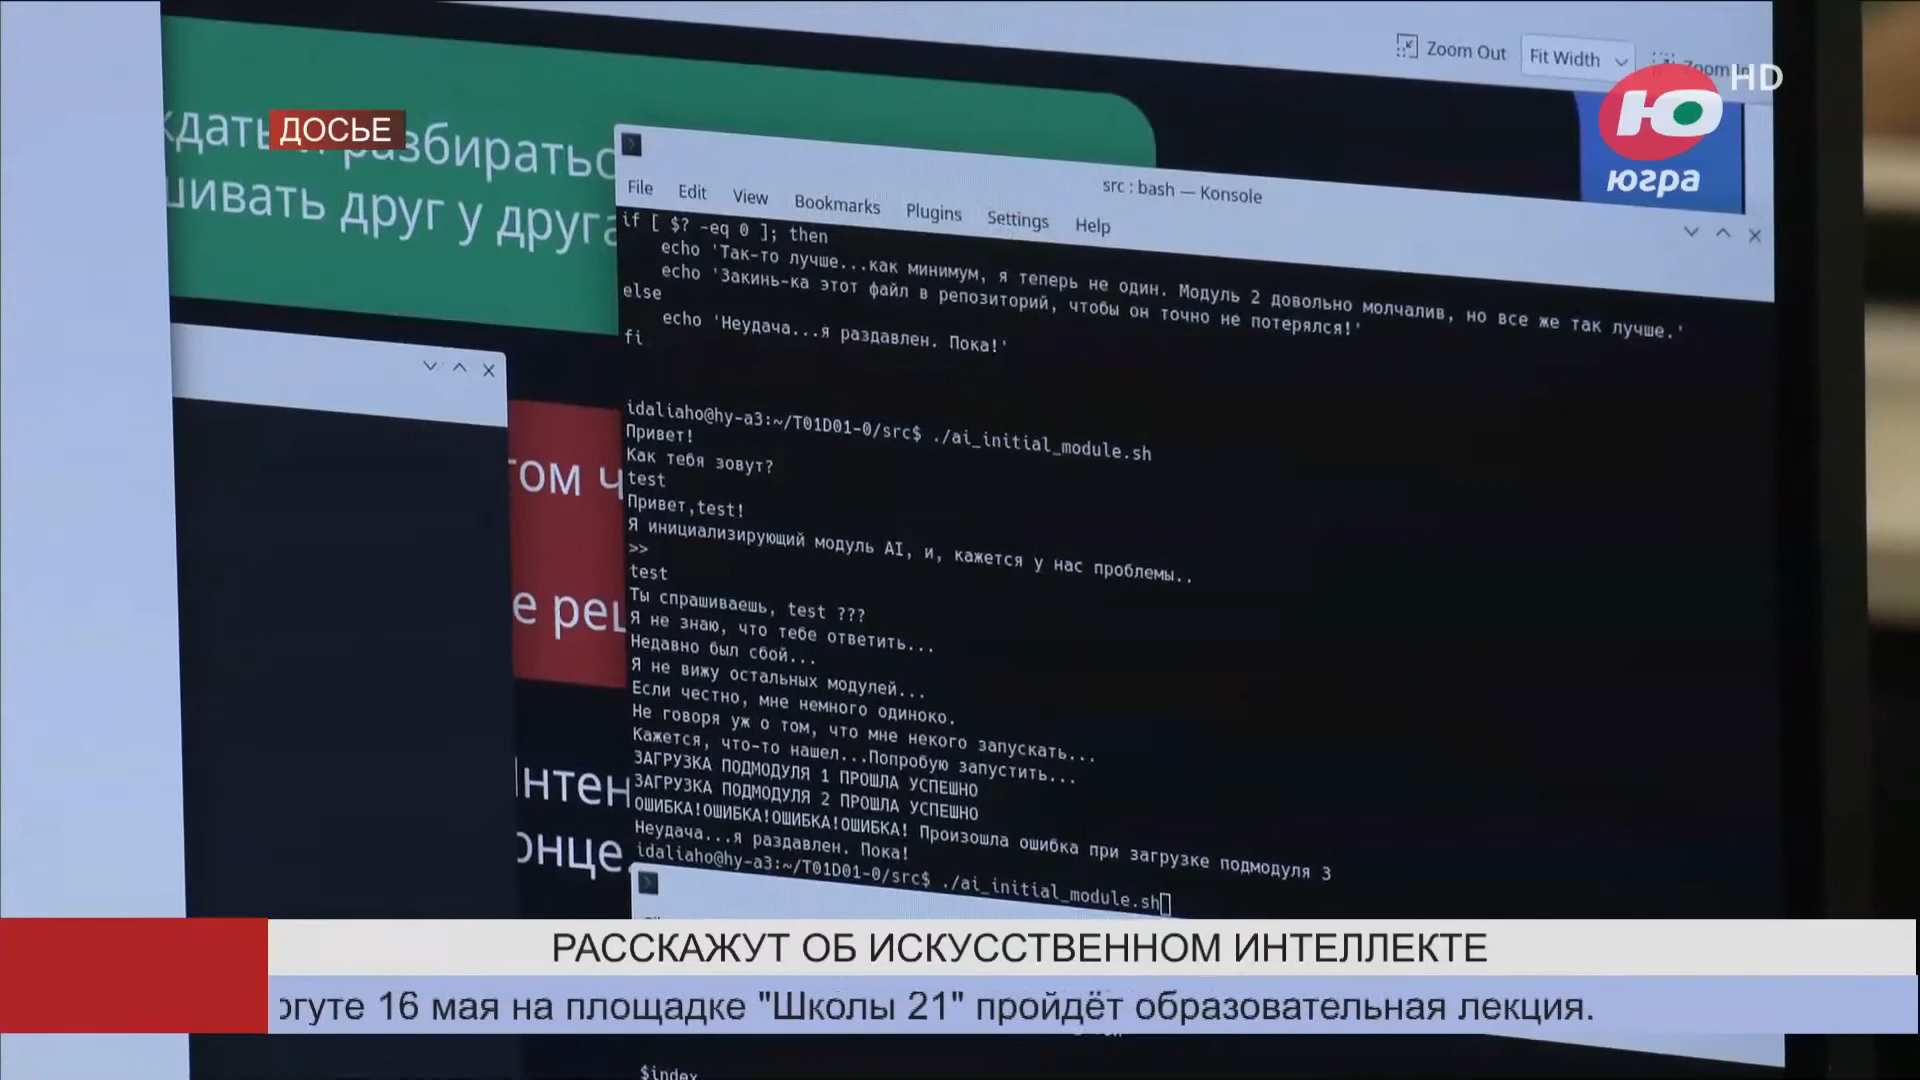 Zoom Out Fit Width Zoom In
HD
Ю
югра
ДОСЬЕ
ждать и разбираться
шивать друг у друга
src : bash — Konsole
File Edit View Bookmarks Plugins Settings Help
if [ $? -eq 0 ]; then
echo 'Так-то лучше...как минимум, я теперь не один. Модуль 2 довольно молчалив, но все же так лучше.'
echo 'Закинь-ка этот файл в репозиторий, чтобы он точно не потерялся!'
else
echo 'Неудача...я раздавлен. Пока!'
fi
idaliaho@hy-a3:~/T01D01-0/src$ ./ai_initial_module.sh
Привет!
Как тебя зовут?
test
Привет,test!
Я инициализирующий модуль AI, и, кажется у нас проблемы..
>>
test
Ты спрашиваешь, test ???
Я не знаю, что тебе ответить...
Недавно был сбой...
Я не вижу остальных модулей...
Если честно, мне немного одиноко.
Не говоря уж о том, что мне некого запускать...
Кажется, что-то нашел...Попробую запустить...
ЗАГРУЗКА ПОДМОДУЛЯ 1 ПРОШЛА УСПЕШНО
ЗАГРУЗКА ПОДМОДУЛЯ 2 ПРОШЛА УСПЕШНО
ОШИБКА!ОШИБКА!ОШИБКА!ОШИБКА! Произошла ошибка при загрузке подмодуля 3
Неудача...я раздавлен. Пока!
idaliaho@hy-a3:~/T01D01-0/src$ ./ai_initial_module.sh
том ч
е реш
Интен
онце.
РАССКАЖУТ ОБ ИСКУССТВЕННОМ ИНТЕЛЛЕКТЕ
ргуте 16 мая на площадке "Школы 21" пройдёт образовательная лекция.
$index